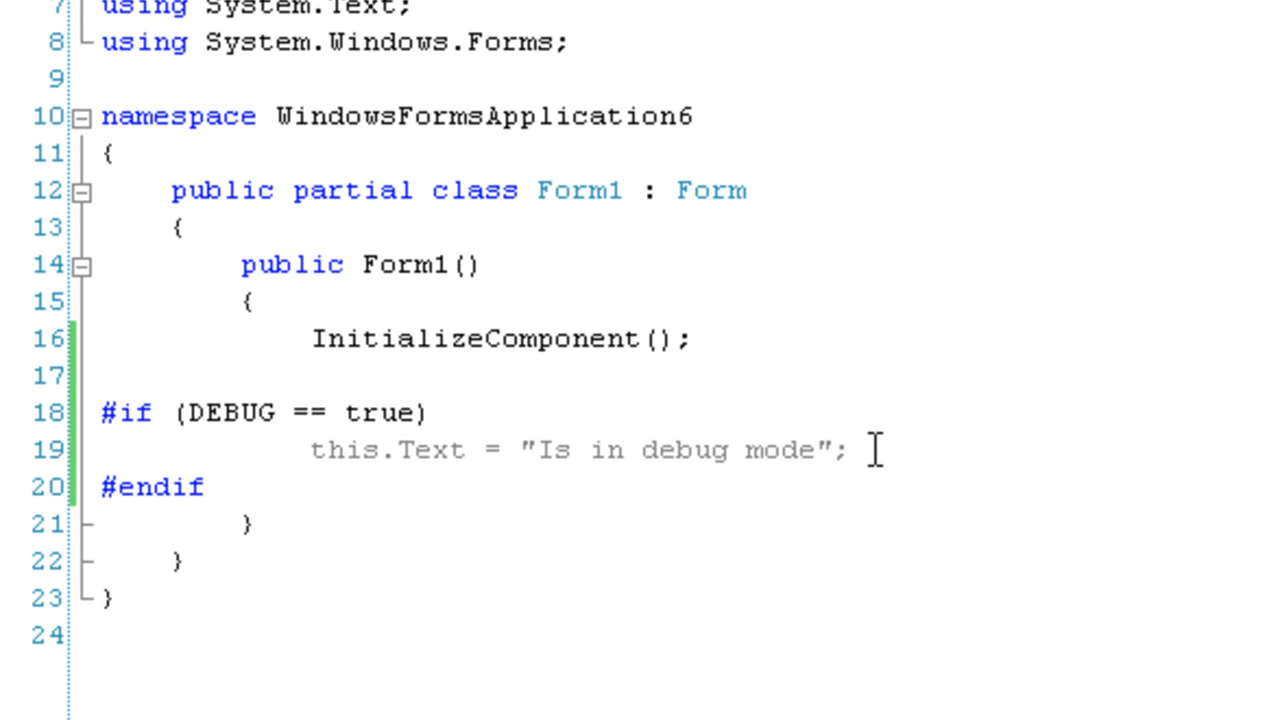 7 using System.Text;
8 using System.Windows.Forms;
9
10 namespace WindowsFormsApplication6
11 {
12 public partial class Form1 : Form
13 {
14 public Form1()
15 {
16 InitializeComponent();
17
18 #if (DEBUG == true)
19 this.Text = "Is in debug mode";
20 #endif
21 }
22 }
23 }
24